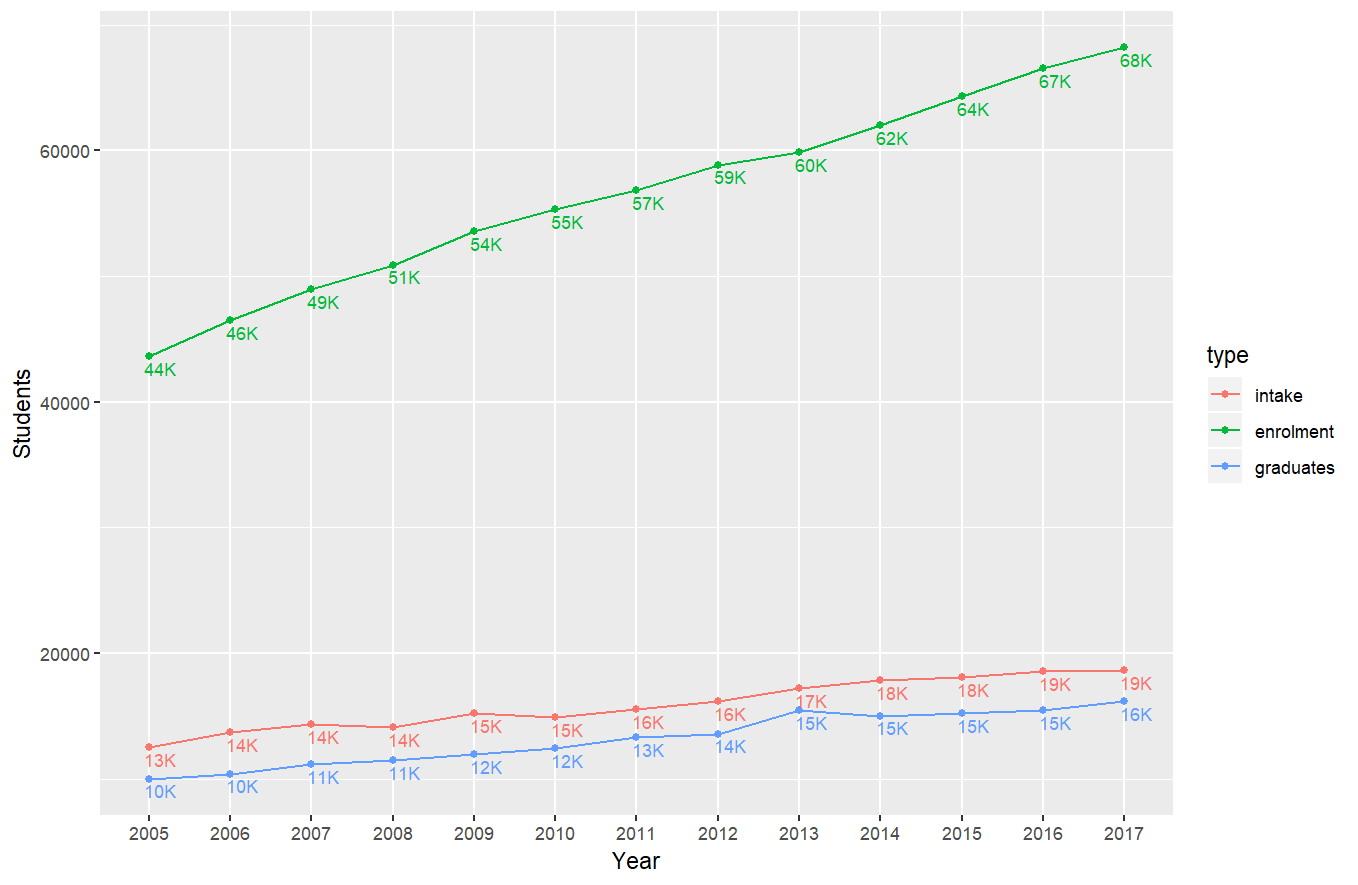 68K
67K
64K
62K
60000
60K
59K
57K
55K
54K
51K
49K
46K
type
44K
Students
intake
40000
enrolment
graduates
20000
19K
19K
18K
18K
17K
16K
16K
16K
15K
15K
15K
15K
15K
15K
14K
14K
14K
14K
13K
13K
12K
12K
11K
11K
10K
10K
2005 2006 2007 2008 2009 2010 2011 2012 2013 2014 2015 2016 2017
Year